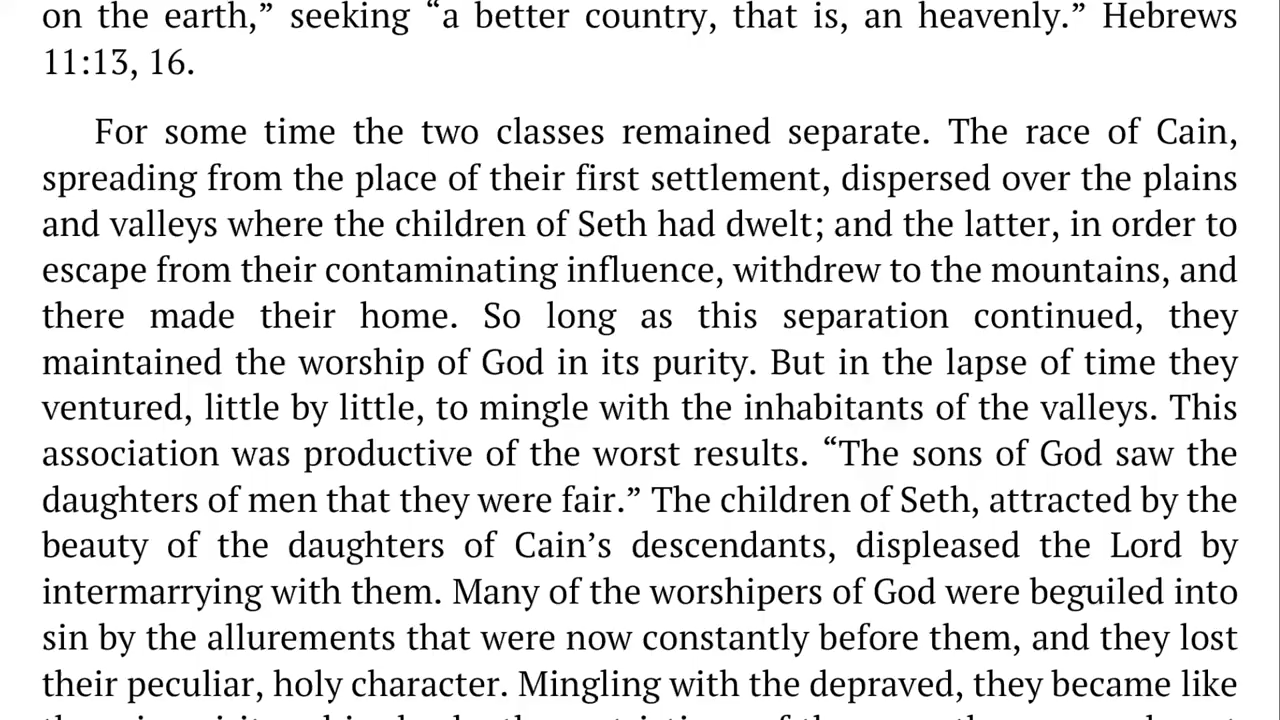 on the earth,” seeking “a better country, that is, an heavenly.” Hebrews
11:13, 16.
For some time the two classes remained separate. The race of Cain,
spreading from the place of their first settlement, dispersed over the plains
and valleys where the children of Seth had dwelt; and the latter, in order to
escape from their contaminating influence, withdrew to the mountains, and
there made their home. So long as this separation continued, they
maintained the worship of God in its purity. But in the lapse of time they
ventured, little by little, to mingle with the inhabitants of the valleys. This
association was productive of the worst results. “The sons of God saw the
daughters of men that they were fair.” The children of Seth, attracted by the
beauty of the daughters of Cain’s descendants, displeased the Lord by
intermarrying with them. Many of the worshipers of God were beguiled into
sin by the allurements that were now constantly before them, and they lost
their peculiar, holy character. Mingling with the depraved, they became like